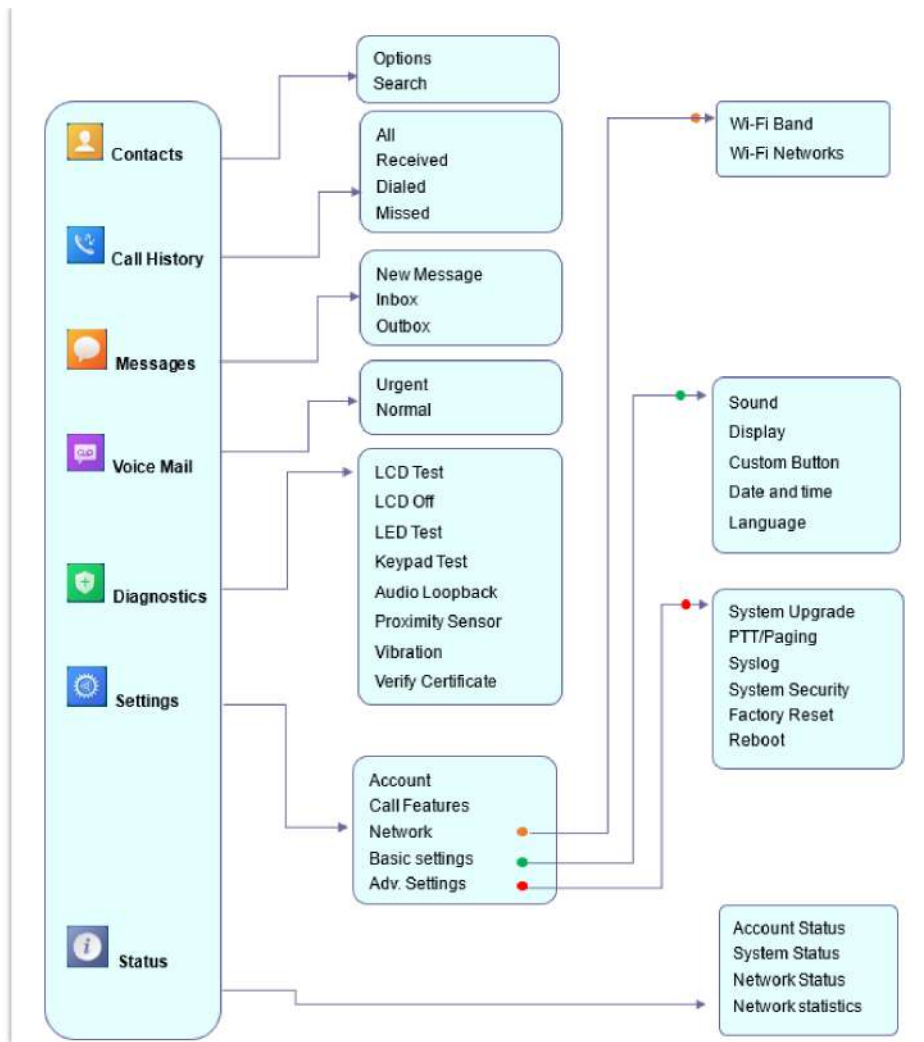 Contacts
Call History
Messages
Voice Mail
Diagnostics
Settings
Status
Options
Search
All
Received
Dialed
Missed
New Message
Inbox
Outbox
Urgent
Normal
LCD Test
LCD Off
LED Test
Keypad Test
Audio Loopback
Proximity Sensor
Vibration
Verify Certificate
Account
Call Features
Network
Basic settings
Adv. Settings
Wi-Fi Band
Wi-Fi Networks
Sound
Display
Custom Button
Date and time
Language
System Upgrade
PTT/Paging
Syslog
System Security
Factory Reset
Reboot
Account Status
System Status
Network Status
Network statistics